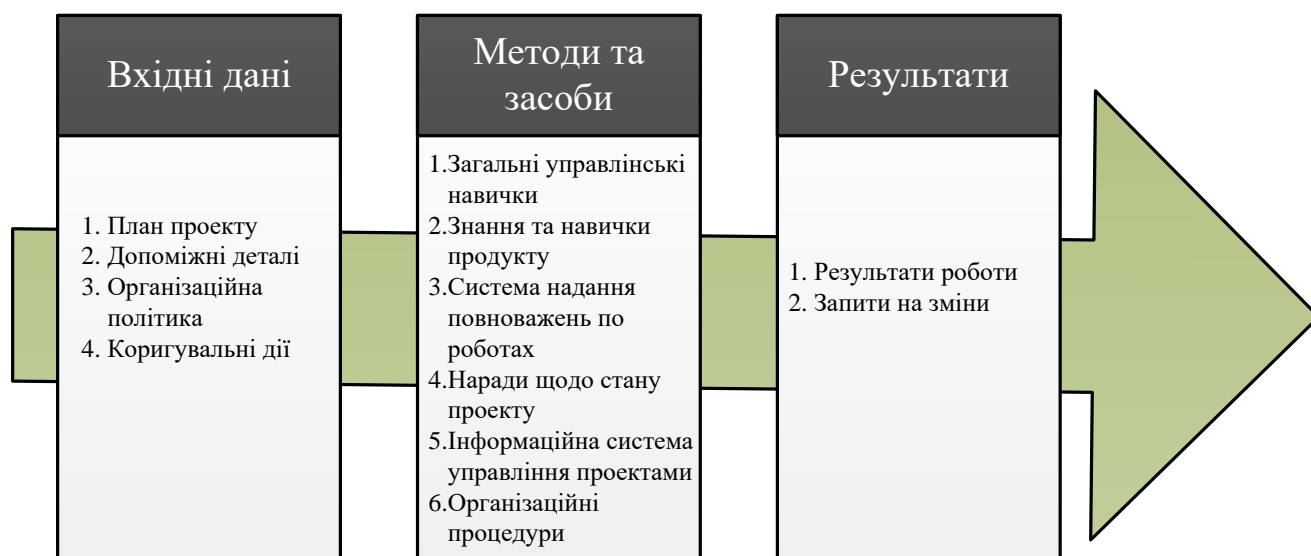 Вхідні дані
1. План проекту
2. Допоміжні деталі
3. Організаційна
політика
4. Коригувальні дії
Методи та
засоби
1.Загальні управлінські
навички
2.Знання та навички
продукту
3.Система надання
повноважень по
роботах
4.Наради щодо стану
проекту
5.Інформаційна система
управління проектами
6.Організаційні
процедури
Результати
1. Результати роботи
2. Запити на зміни